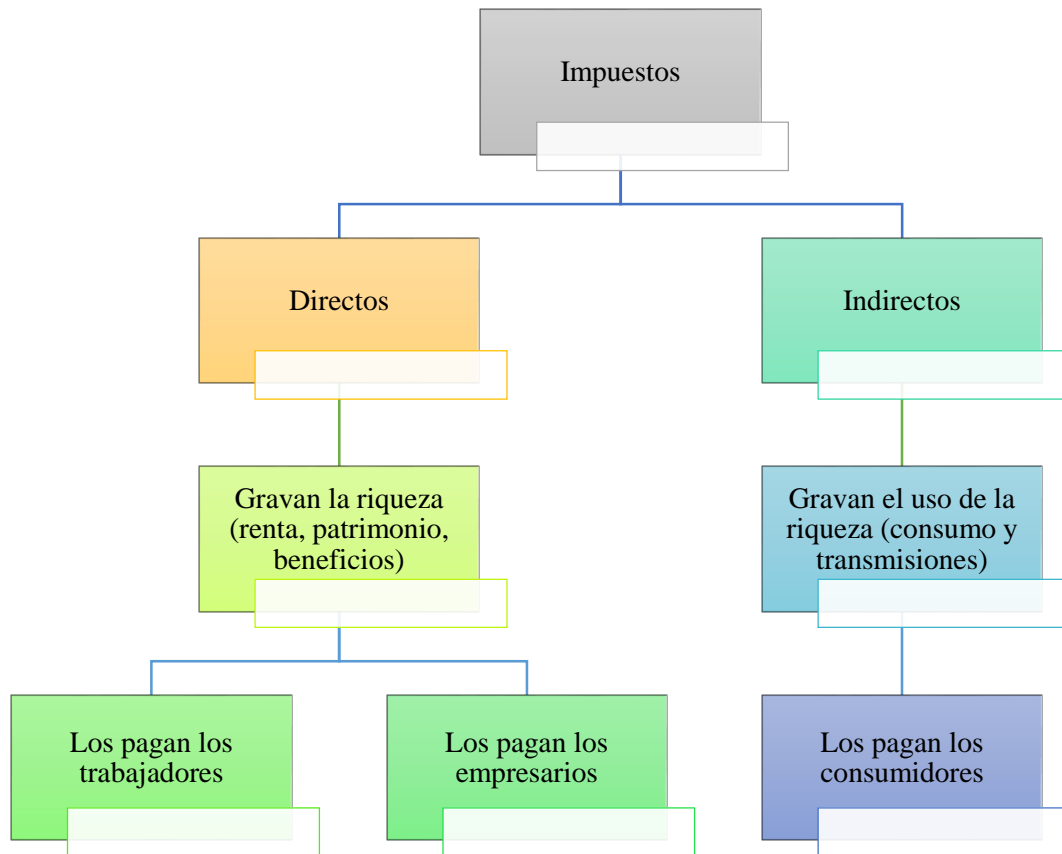 Impuestos
Directos
Indirectos
Gravan la riqueza
(renta, patrimonio,
beneficios)
Gravan el uso de la
riqueza (consumo y
transmisiones)
Los pagan los
trabajadores
Los pagan los
empresarios
Los pagan los
consumidores